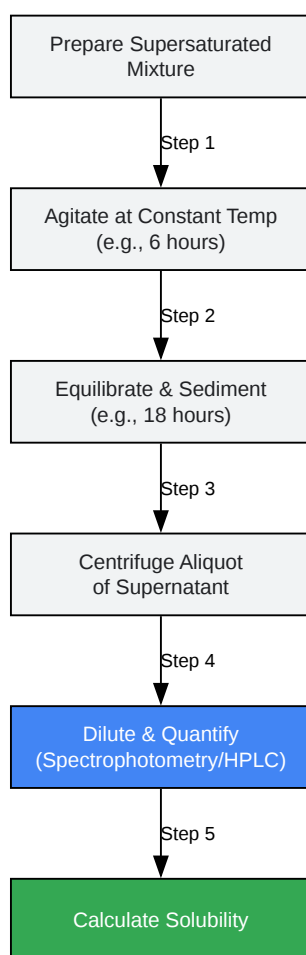 Prepare Supersaturated
Mixture
Step 1
Agitate at Constant Temp
(e.g., 6 hours)
Step 2
Equilibrate & Sediment
(e.g., 18 hours)
Step 3
Centrifuge Aliquot
of Supernatant
Step 4
Dilute & Quantify
(Spectrophotometry/HPLC)
Step 5
Calculate Solubility